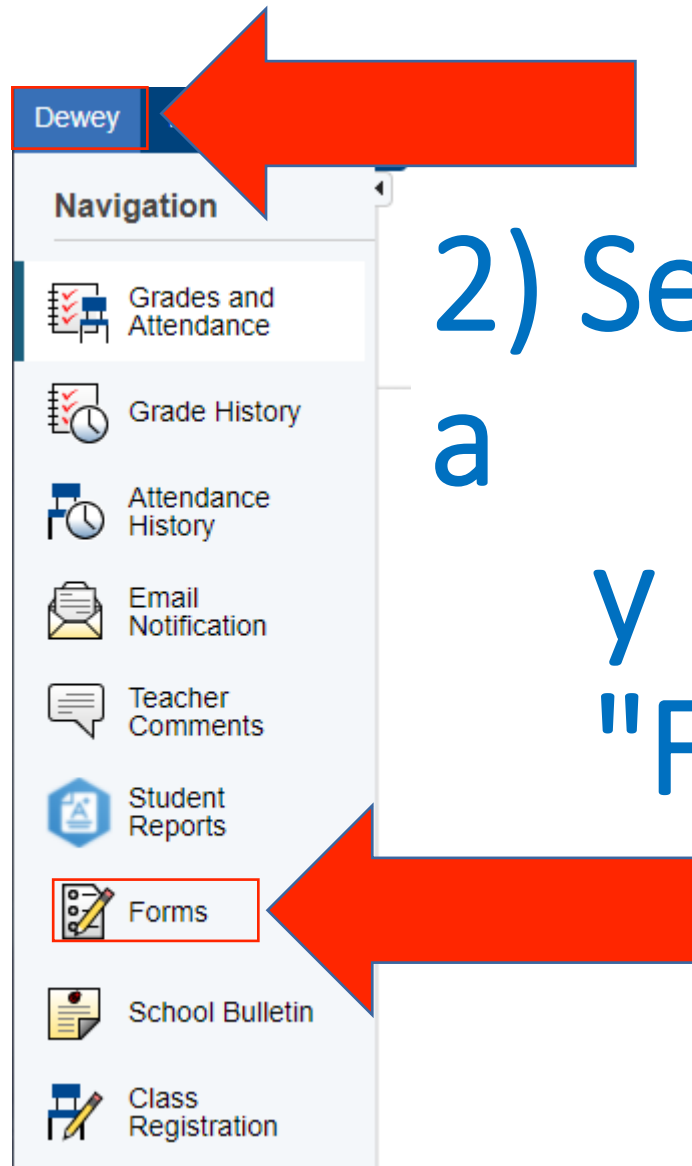 Dewey
Navigation
2) Se
a
y
"F
Grades and
Attendance
Grade History
Attendance
History
Email
Notification
Teacher
Comments
Student
Reports
Forms
School Bulletin
Class
Registration